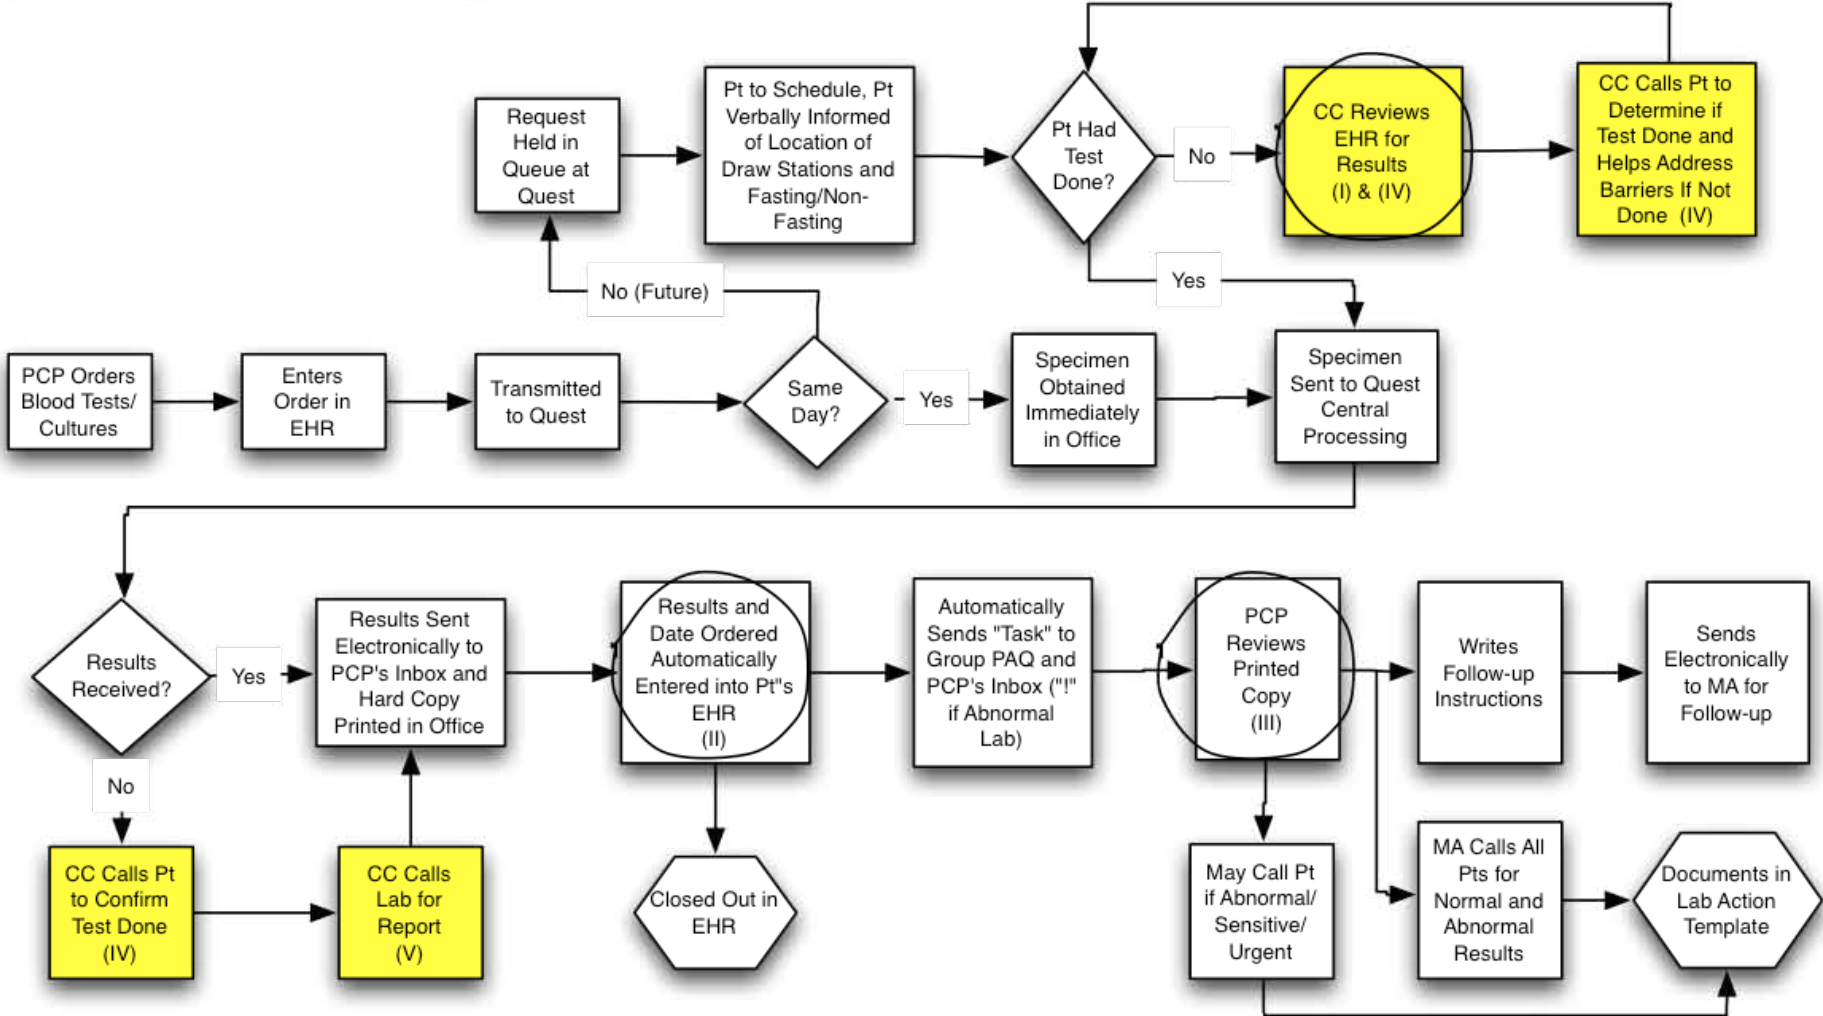 Request
Held in
Queue at
Quest
Pt to Schedule, Pt
Verbally Informed
of Location of
Draw Stations and
Fasting/Non-
Fasting
Pt Had
Test
Done?
No
CC Reviews
EHR for
Results
(I) & (IV)
CC Calls Pt to
Determine if
Test Done and
Helps Address
Barriers If Not
Done (IV)
No (Future)
Yes
PCP Orders
Blood Tests/
Cultures
Enters
Order in
EHR
Transmitted
to Quest
Same
Day?
Yes
Specimen
Obtained
Immediately
in Office
Specimen
Sent to Quest
Central
Processing
Results
Received?
Yes
Results Sent
Electronically to
PCP's Inbox and
Hard Copy
Printed in Office
Results and
Date Ordered
Automatically
Entered into Pt"s
EHR
(II)
Automatically
Sends "Task" to
Group PAQ and
PCP's Inbox ("!"
if Abnormal
Lab)
PCP
Reviews
Printed
Copy
(III)
Writes
Follow-up
Instructions
Sends
Electronically
to MA for
Follow-up
No
CC Calls Pt
to Confirm
Test Done
(IV)
CC Calls
Lab for
Report
(V)
Closed Out in
EHR
May Call Pt
if Abnormal/
Sensitive/
Urgent
MA Calls All
Pts for
Normal and
Abnormal
Results
Documents in
Lab Action
Template